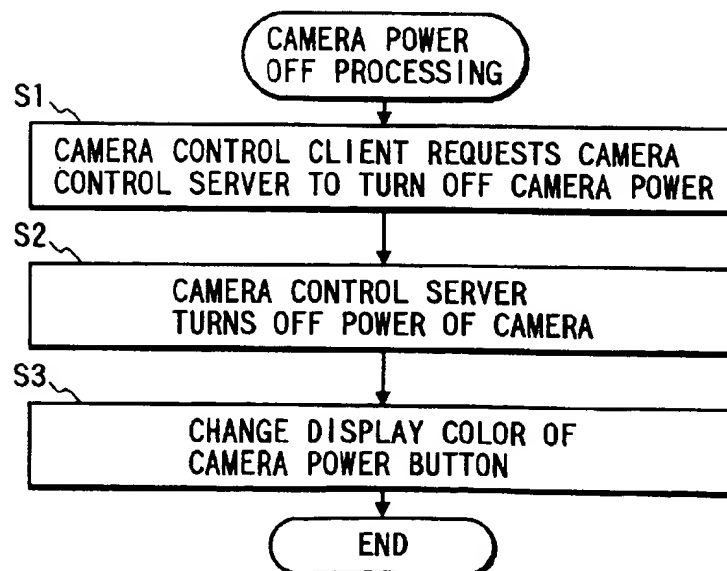 CAMERA POWER
OFF PROCESSING
S1
CAMERA CONTROL CLIENT REQUESTS CAMERA
CONTROL SERVER TO TURN OFF CAMERA POWER
S2
CAMERA CONTROL SERVER
TURNS OFF POWER OF CAMERA
S3
CHANGE DISPLAY COLOR OF
CAMERA POWER BUTTON
END